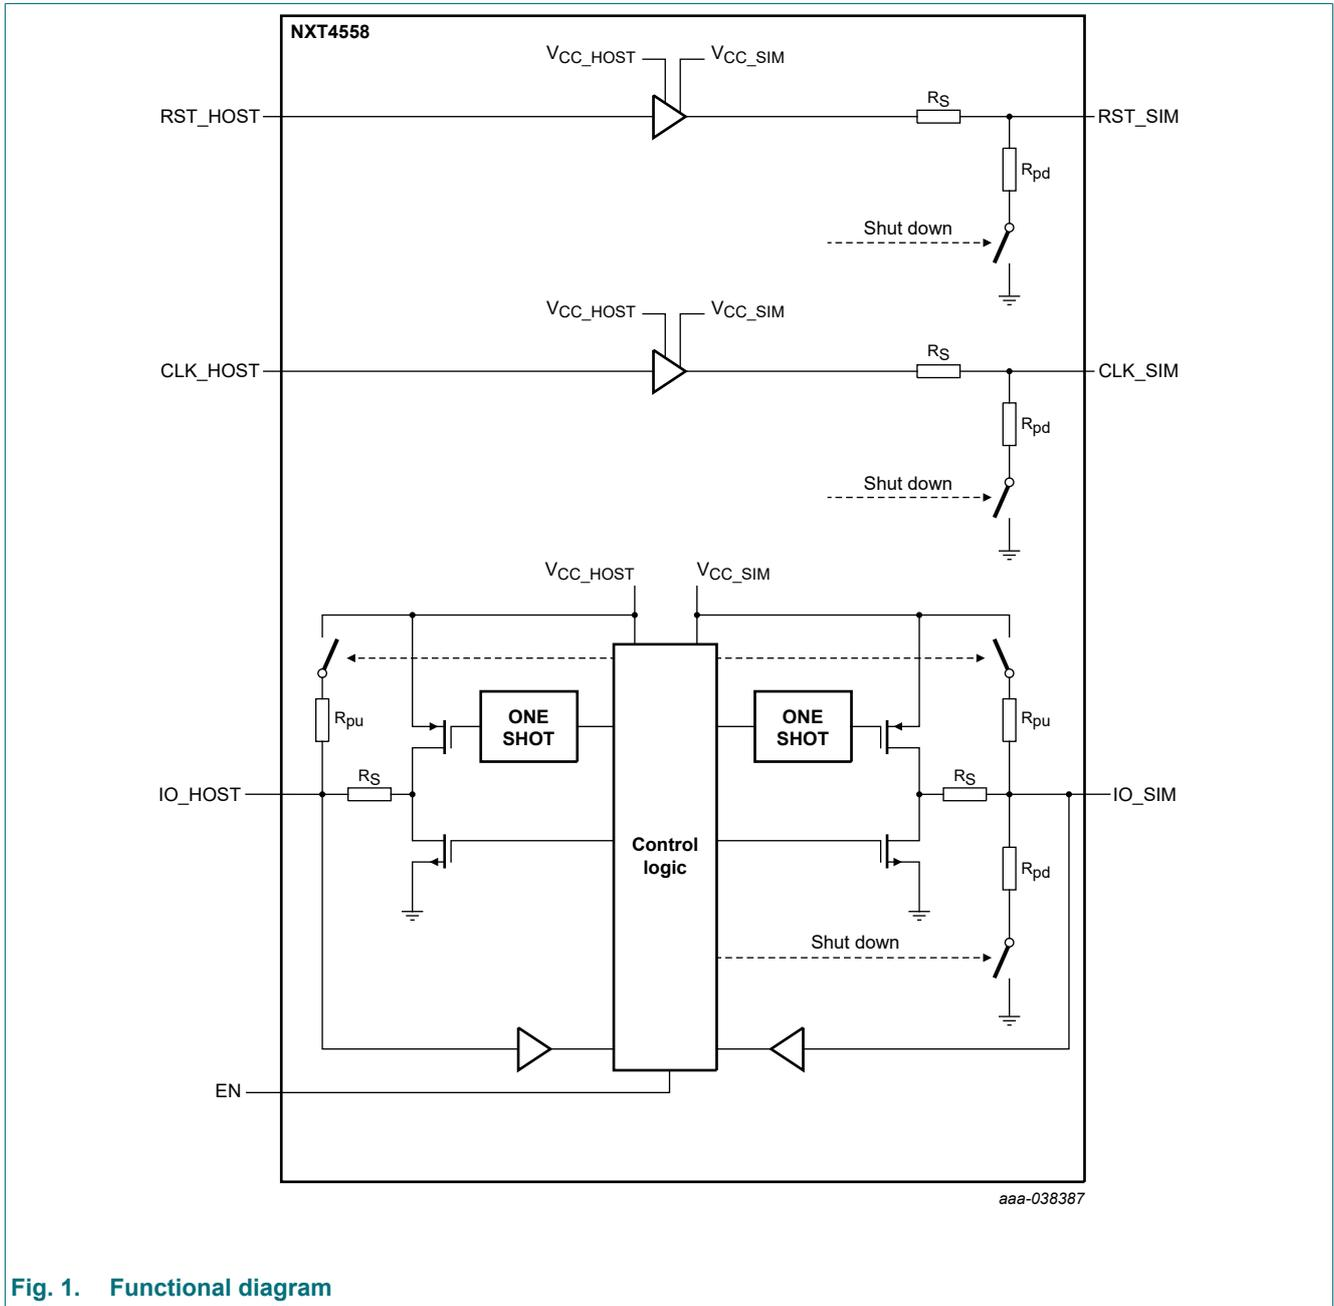 NXT4558
VCC_HOST
VCC_SIM
RST_HOST
RS
RST_SIM
Rpd
Shut down
VCC_HOST
VCC_SIM
CLK_HOST
RS
CLK_SIM
Rpd
Shut down
VCC_HOST
VCC_SIM
Rpu
ONE
SHOT
ONE
SHOT
Rpu
IO_HOST
RS
RS
IO_SIM
Control
logic
Rpd
Shut down
EN
aaa-038387
Fig. 1. Functional diagram